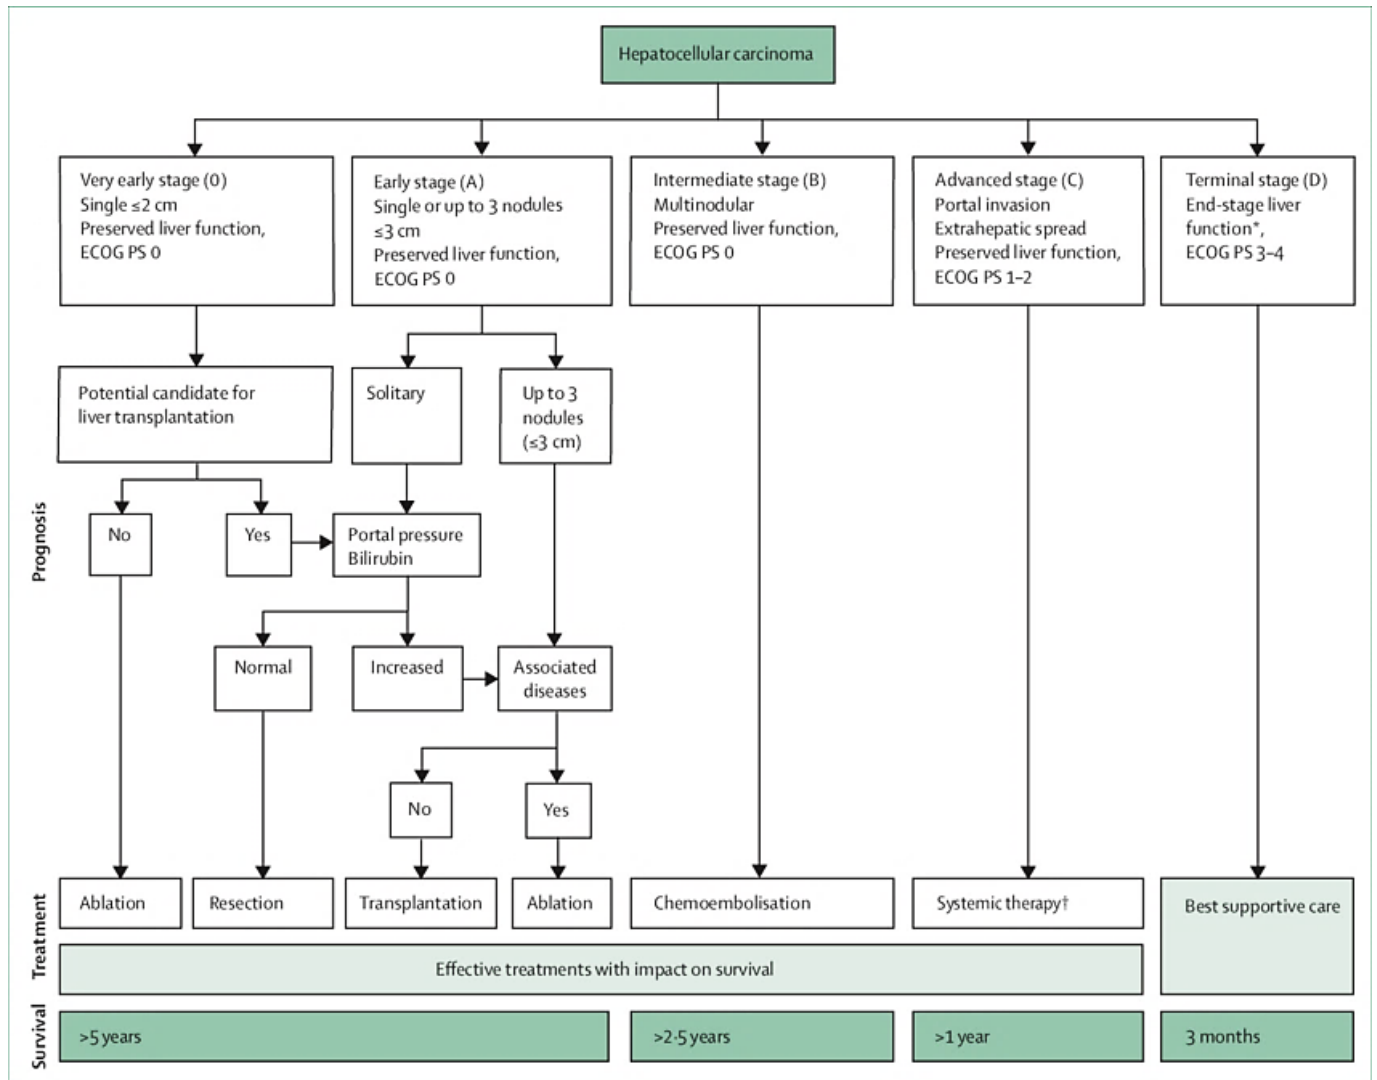 Hepatocellular carcinoma
Very early stage (0)
Single ≤2 cm
Preserved liver function,
ECOG PS 0
Early stage (A)
Single or up to 3 nodules
≤3 cm
Preserved liver function,
ECOG PS 0
Intermediate stage (B)
Multinodular
Preserved liver function,
ECOG PS 0
Advanced stage (C)
Portal invasion
Extrahepatic spread
Preserved liver function,
ECOG PS 1–2
Terminal stage (D)
End-stage liver
function*,
ECOG PS 3–4
Potential candidate for
liver transplantation
Solitary
Up to 3
nodules
(≤3 cm)
Prognosis
No
Yes
Portal pressure
Bilirubin
Normal
Increased
Associated
diseases
No
Yes
Treatment
Ablation
Resection
Transplantation
Ablation
Chemoembolisation
Systemic therapy†
Best supportive care
Effective treatments with impact on survival
Survival
>5 years
>2·5 years
>1 year
3 months